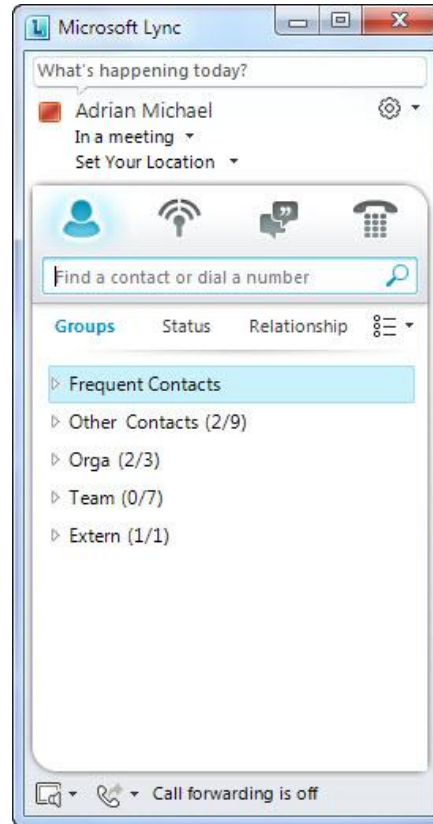 Microsoft Lync
What's happening today?
Adrian Michael
In a meeting
Set Your Location
Find a contact or dial a number
Groups Status Relationship
Frequent Contacts
Other Contacts (2/9)
Orga (2/3)
Team (0/7)
Extern (1/1)
Call forwarding is off